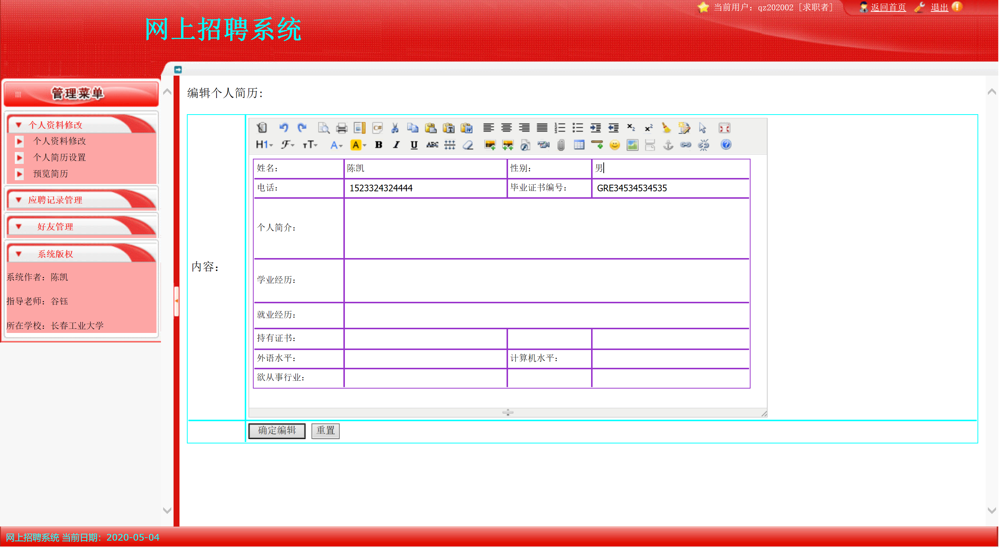 当前用户：qz202002 [求职者]
返回首页
退出
网上招聘系统
管理菜单
个人资料修改
个人资料修改
个人简历设置
预览简历
应聘记录管理
好友管理
系统版权
系统作者：陈凯
指导老师：谷钰
所在学校：长春工业大学
编辑个人简历：
内容：
姓名： 陈凯 性别： 男
电话： 1523324324444 毕业证书编号： GRE34534534535
个人简介：
学业经历：
就业经历：
持有证书：
外语水平： 计算机水平：
欲从事行业：
确定编辑 重置
网上招聘系统 当前日期：2020-05-04